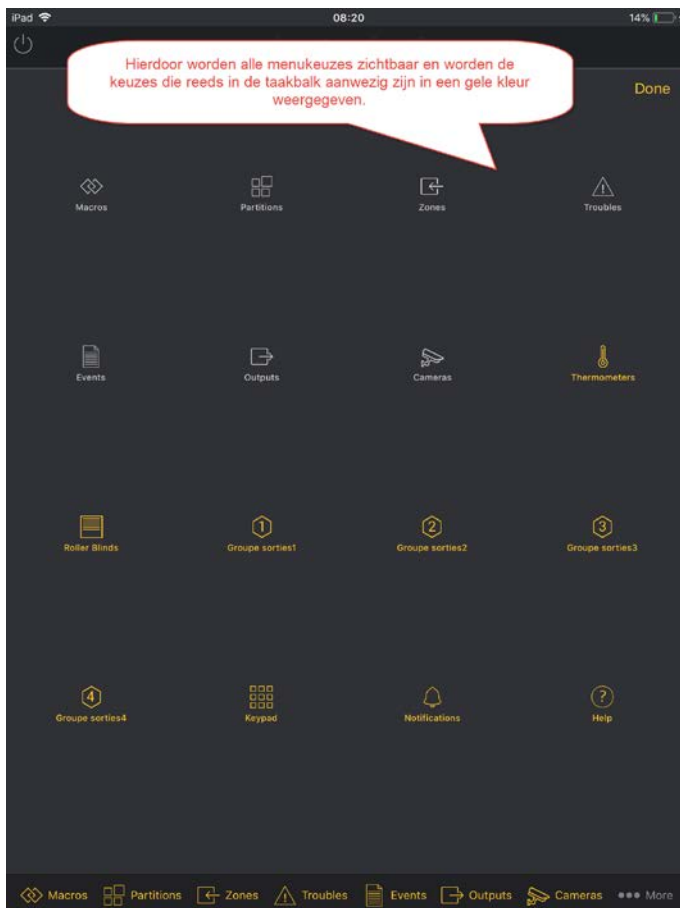 iPad 08:20 14%
Hierdoor worden alle menukeuzes zichtbaar en worden de
keuzes die reeds in de taakbalk aanwezig zijn in een gele kleur
weergegeven.
Done
Macros Partitions Zones Troubles
Events Outputs Cameras Thermometers
Roller Blinds Groupe sorties1 Groupe sorties2 Groupe sorties3
Groupe sorties4 Keypad Notifications Help
Macros Partitions Zones Troubles Events Outputs Cameras More